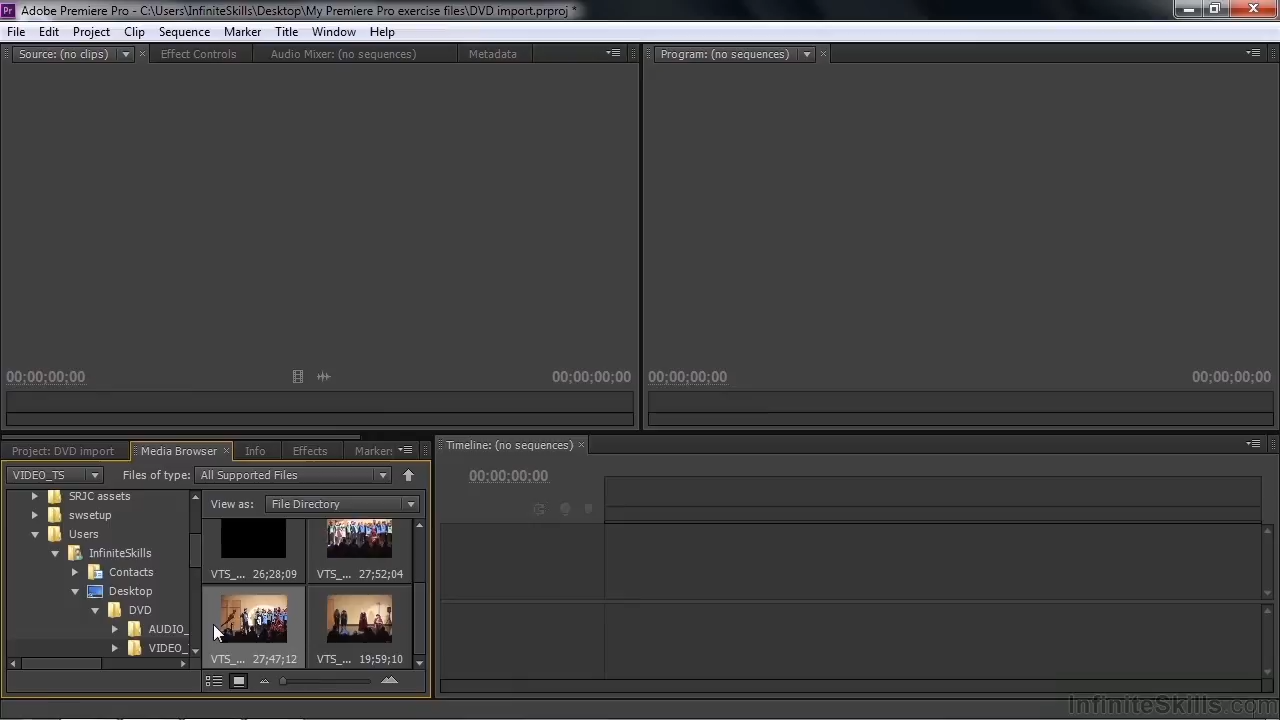 Pr Adobe Premiere Pro - C:\Users\InfiniteSkills\Desktop\My Premiere Pro exercise files\DVD import.prproj *
File Edit Project Clip Sequence Marker Title Window Help
Source: (no clips) Effect Controls Audio Mixer: (no sequences) Metadata
Program: (no sequences)
00;00;00;00 00;00;00;00
00;00;00;00 00;00;00;00
Project: DVD import Media Browser Info Effects Marker:
VIDEO_TS Files of type: All Supported Files
SRJC assets
swsetup
Users
InfiniteSkills
Contacts
Desktop
DVD
AUDIO_
VIDEO_
View as: File Directory
VTS_... 26;28;09 VTS_... 27;52;04
VTS_... 27;47;12 VTS_... 19;59;10
Timeline: (no sequences)
00;00;00;00
InfiniteSkills.com